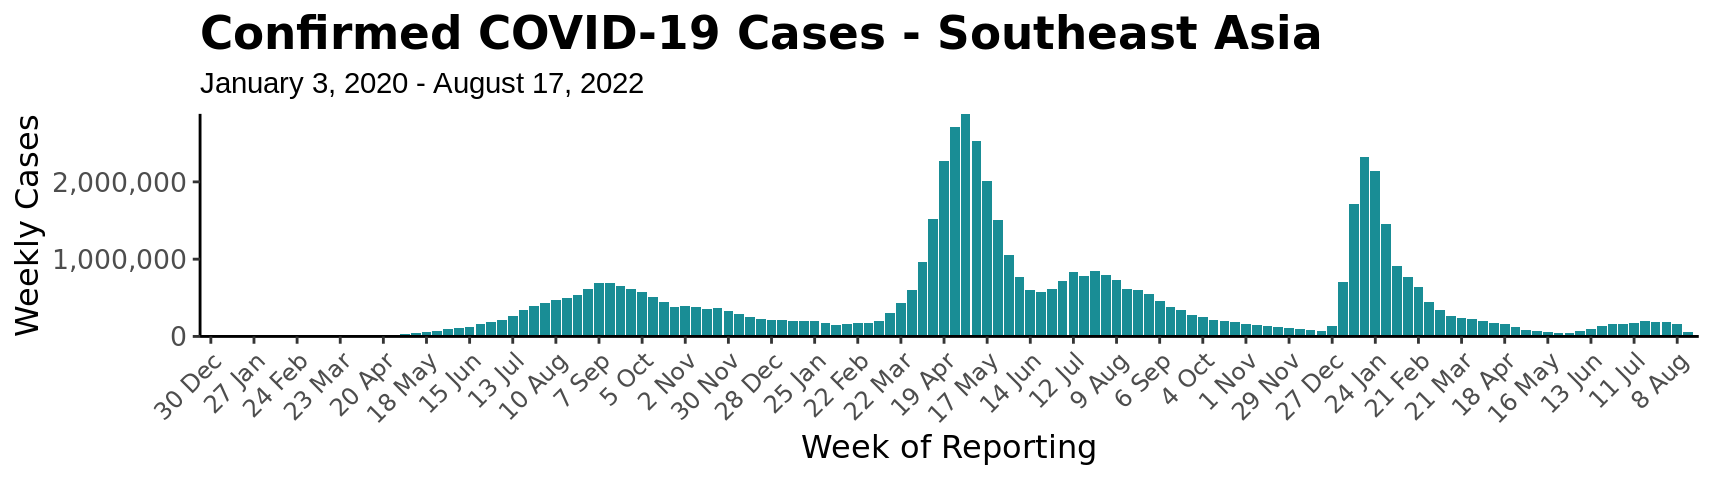 Confirmed COVID-19 Cases - Southeast Asia
January 3, 2020 - August 17, 2022
Weekly Cases
2,000,000
1,000,000
0
30 Dec
27 Jan
24 Feb
23 Mar
20 Apr
18 May
15 Jun
13 Jul
10 Aug
7 Sep
5 Oct
2 Nov
30 Nov
28 Dec
25 Jan
22 Feb
22 Mar
19 Apr
17 May
14 Jun
12 Jul
9 Aug
6 Sep
4 Oct
1 Nov
29 Nov
27 Dec
24 Jan
21 Feb
21 Mar
18 Apr
16 May
13 Jun
11 Jul
8 Aug
Week of Reporting